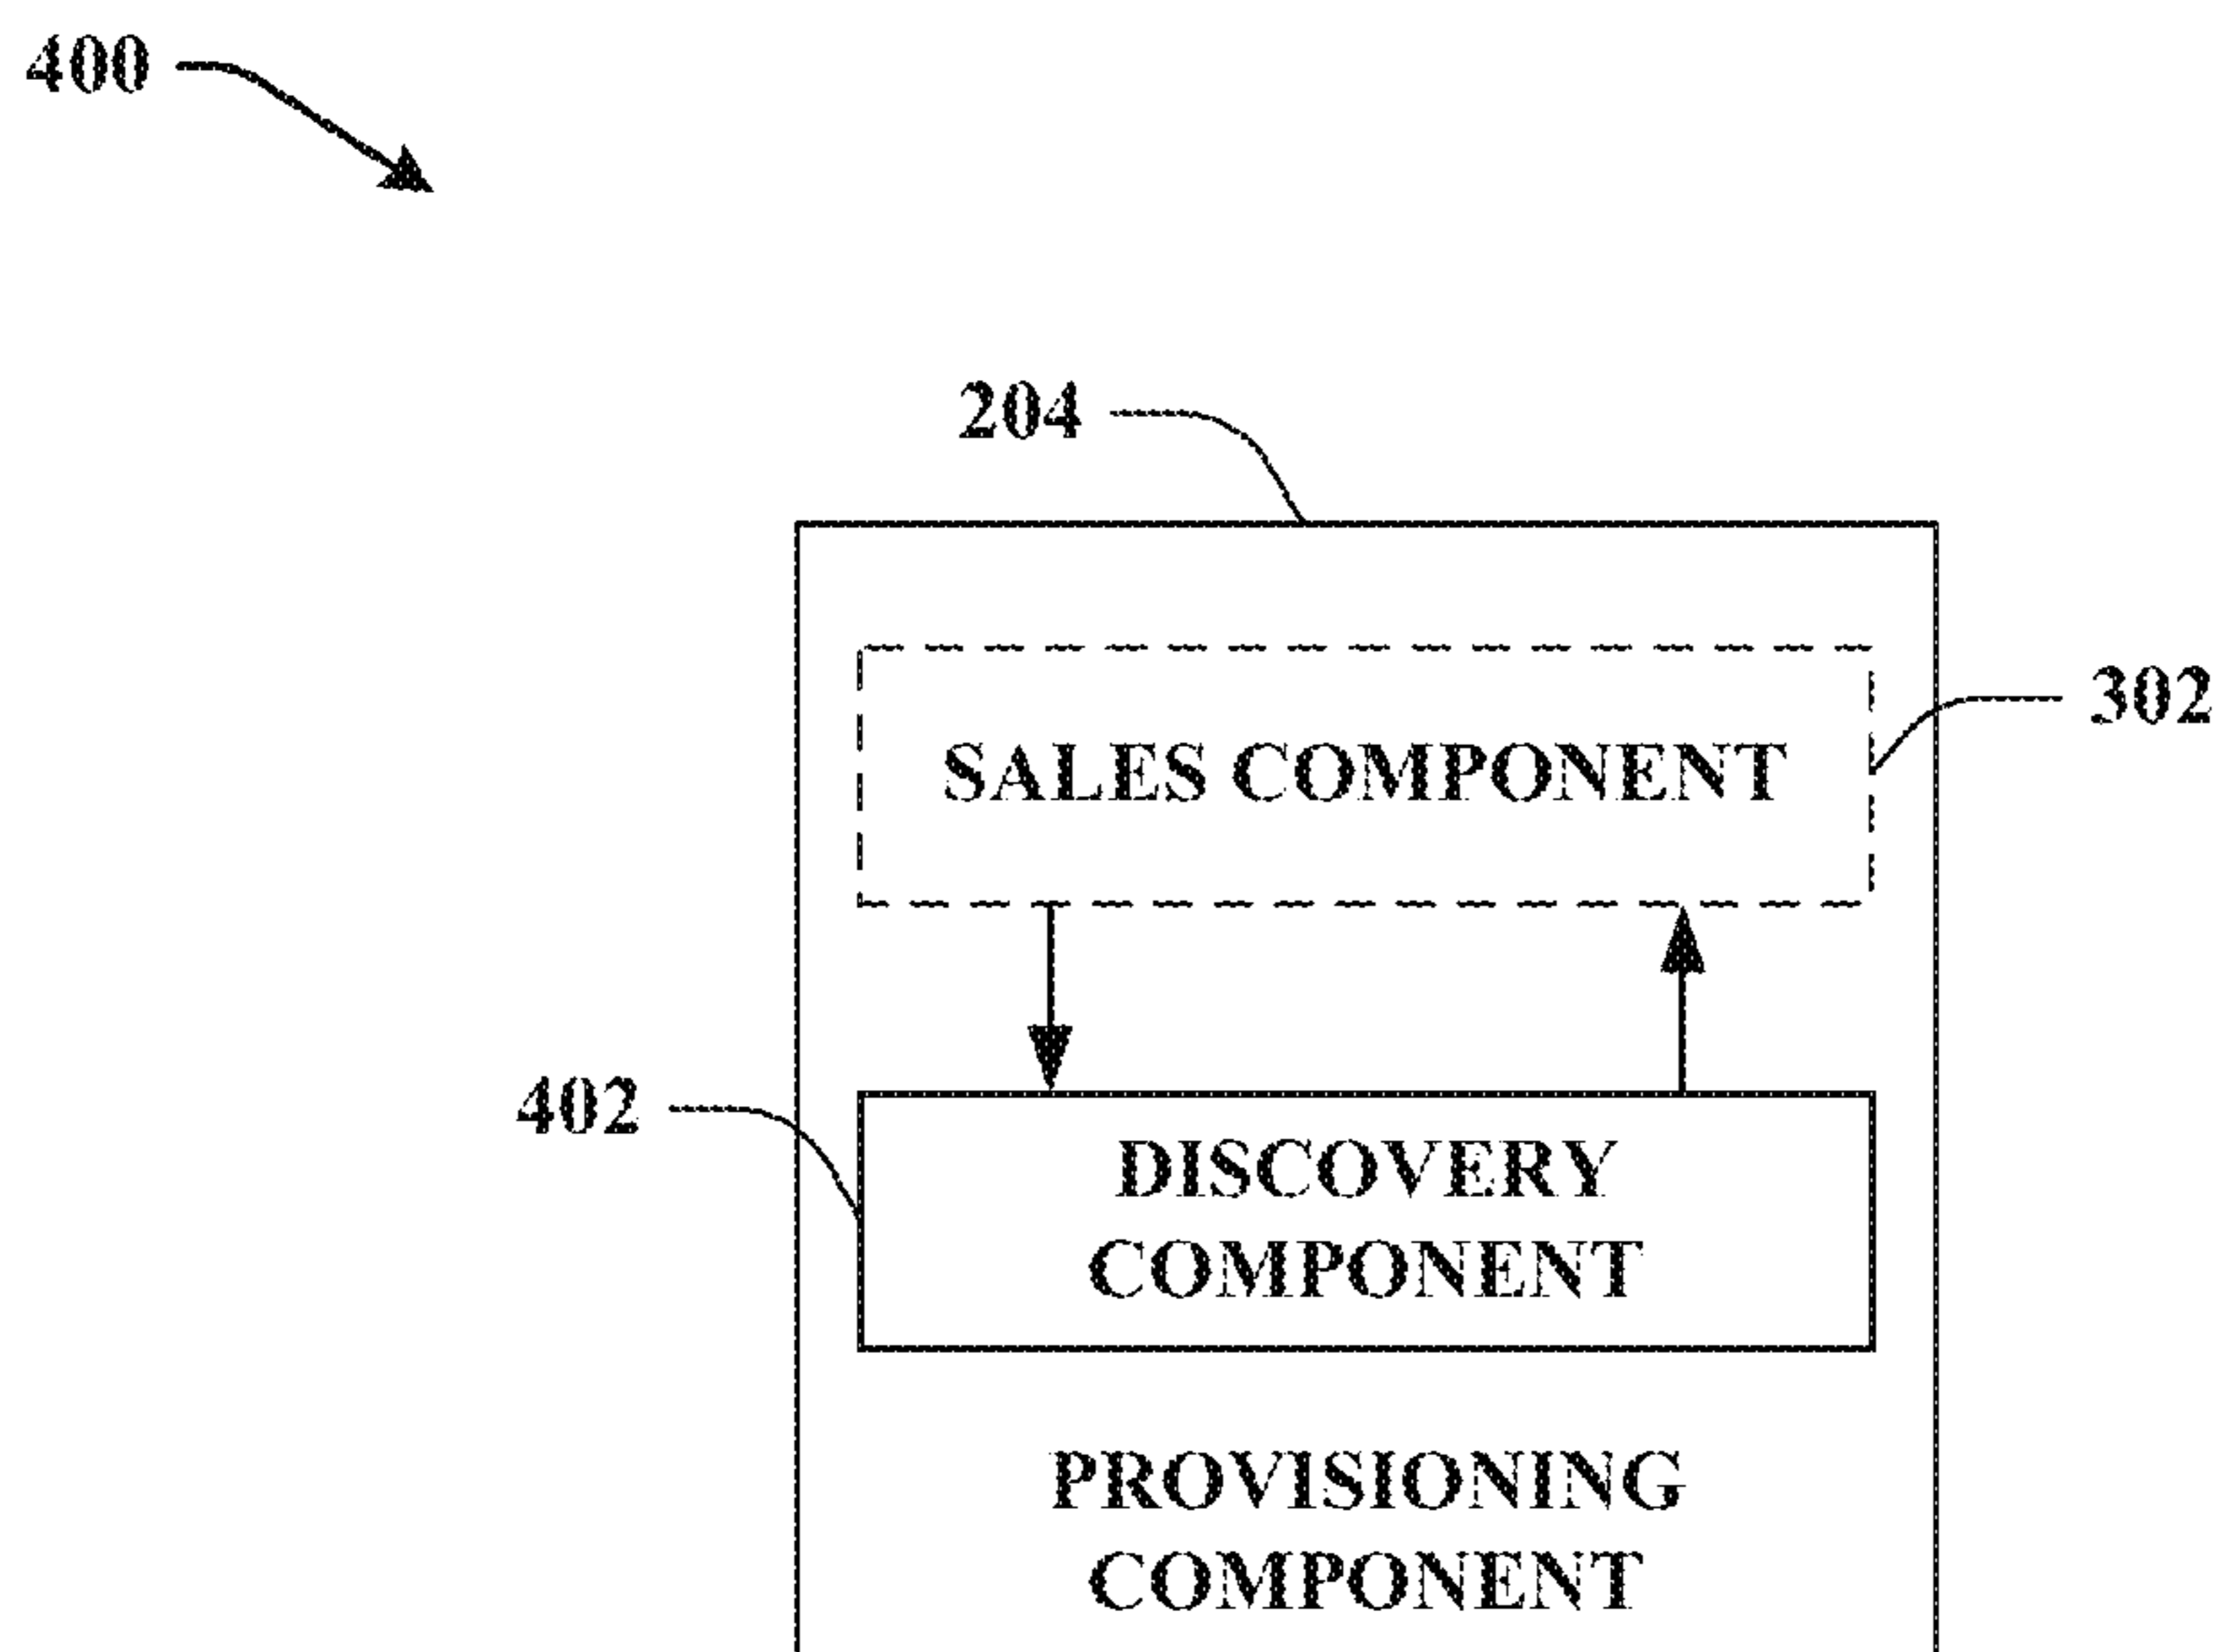 400
204
302
SALES COMPONENT
402
DISCOVERY
COMPONENT
PROVISIONING
COMPONENT